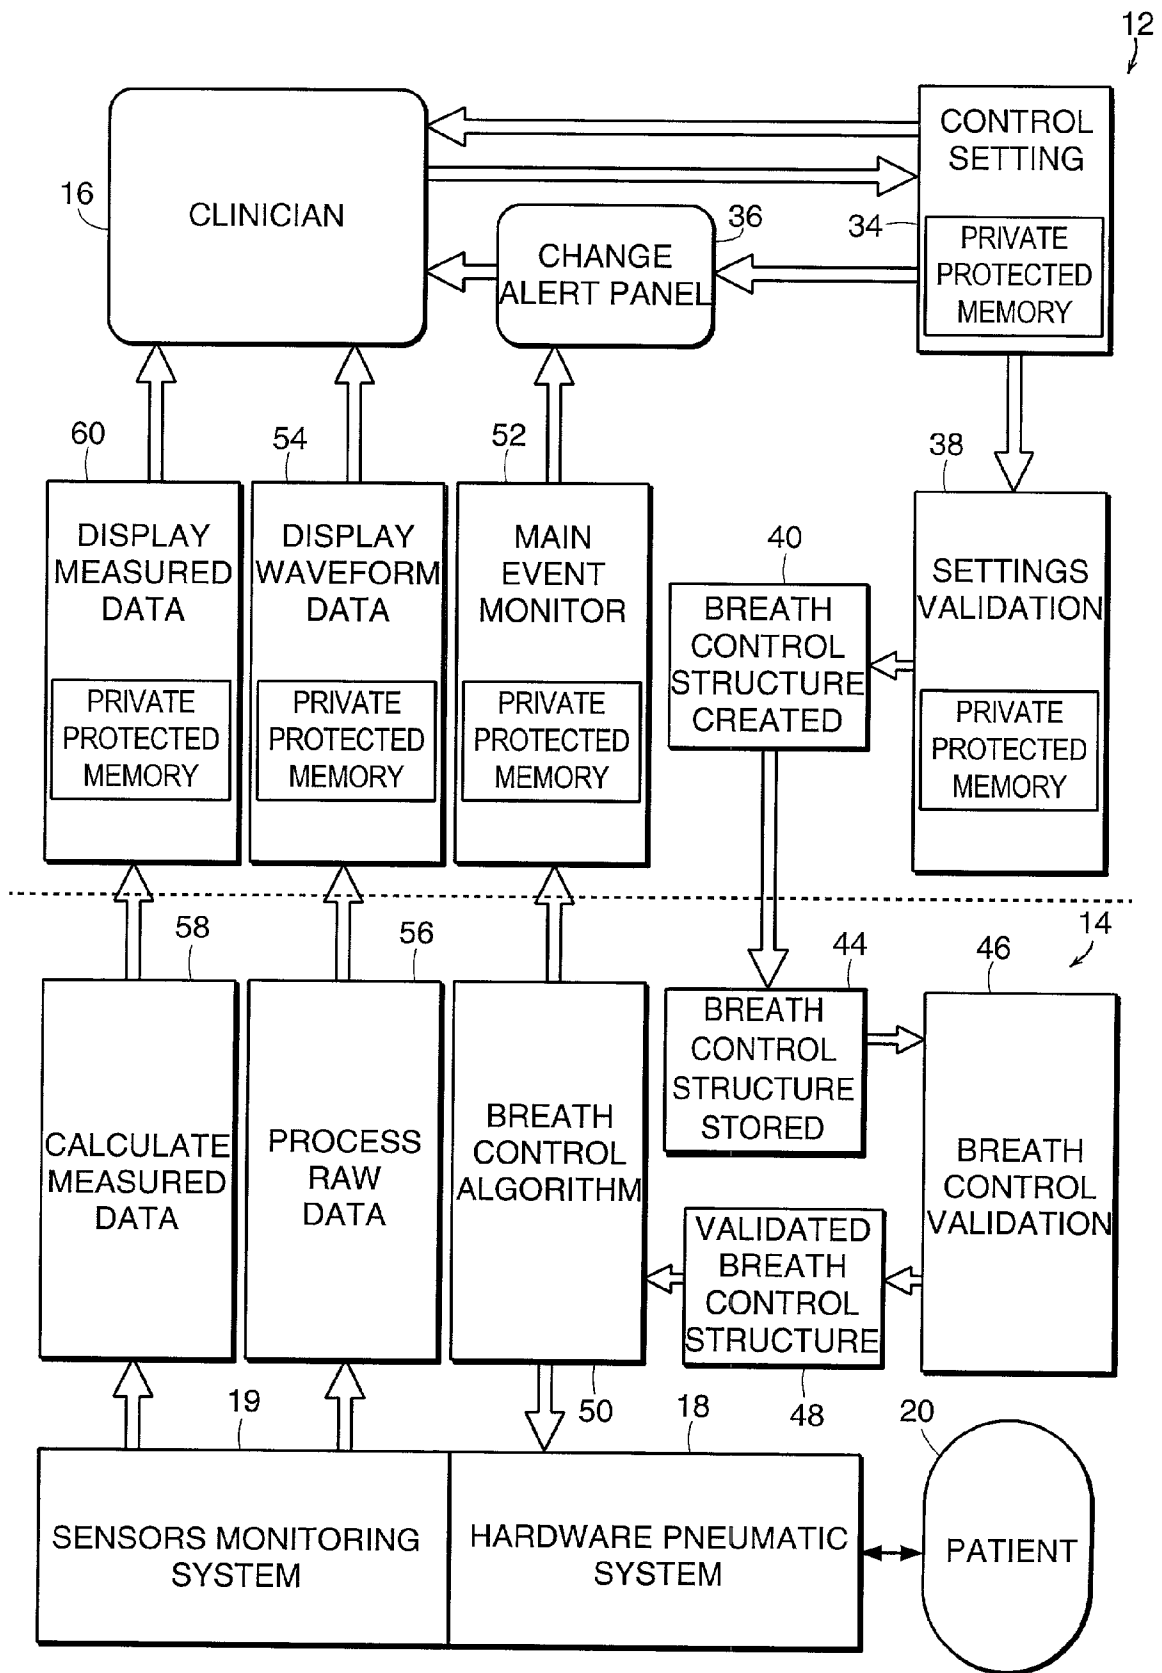 12
CONTROL
SETTING
16
CLINICIAN
34
PRIVATE
PROTECTED
MEMORY
36
CHANGE
ALERT PANEL
60
DISPLAY
MEASURED
DATA
PRIVATE
PROTECTED
MEMORY
54
DISPLAY
WAVEFORM
DATA
PRIVATE
PROTECTED
MEMORY
52
MAIN
EVENT
MONITOR
PRIVATE
PROTECTED
MEMORY
40
BREATH
CONTROL
STRUCTURE
CREATED
38
SETTINGS
VALIDATION
PRIVATE
PROTECTED
MEMORY
14
58
CALCULATE
MEASURED
DATA
56
PROCESS
RAW
DATA
BREATH
CONTROL
ALGORITHM
50
44
BREATH
CONTROL
STRUCTURE
STORED
46
BREATH
CONTROL
VALIDATION
VALIDATED
BREATH
CONTROL
STRUCTURE
48
19
SENSORS MONITORING
SYSTEM
18
HARDWARE PNEUMATIC
SYSTEM
20
PATIENT